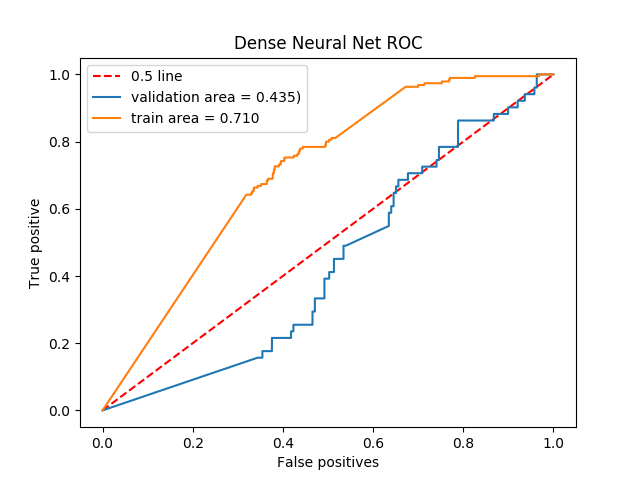 Dense Neural Net ROC
0.5 line
validation area = 0.435)
train area = 0.710
1.0
0.8
0.6
0.4
0.2
0.0
True positive
0.0 0.2 0.4 0.6 0.8 1.0
False positives